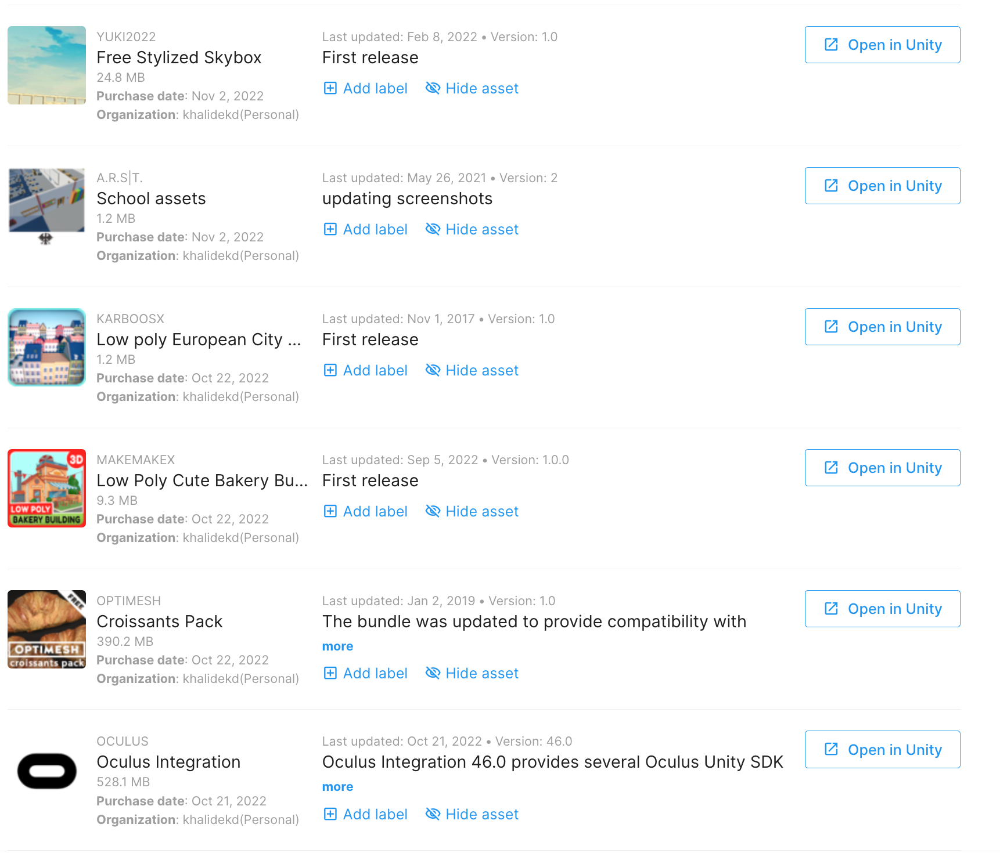 YUKI2022
Free Stylized Skybox
24.8 MB
Purchase date: Nov 2, 2022
Organization: khalidekd(Personal)
Last updated: Feb 8, 2022 • Version: 1.0
First release
Add label Hide asset
Open in Unity
A.R.S|T.
School assets
1.2 MB
Purchase date: Nov 2, 2022
Organization: khalidekd(Personal)
Last updated: May 26, 2021 • Version: 2
updating screenshots
Add label Hide asset
Open in Unity
KARBOOSX
Low poly European City ...
1.2 MB
Purchase date: Oct 22, 2022
Organization: khalidekd(Personal)
Last updated: Nov 1, 2017 • Version: 1.0
First release
Add label Hide asset
Open in Unity
3D
LOW POLY
BAKERY BUILDING
MAKEMAKEX
Low Poly Cute Bakery Bu...
9.3 MB
Purchase date: Oct 22, 2022
Organization: khalidekd(Personal)
Last updated: Sep 5, 2022 • Version: 1.0.0
First release
Add label Hide asset
Open in Unity
FREE
OPTIMESH
croissants pack
OPTIMESH
Croissants Pack
390.2 MB
Purchase date: Oct 22, 2022
Organization: khalidekd(Personal)
Last updated: Jan 2, 2019 • Version: 1.0
The bundle was updated to provide compatibility with
more
Add label Hide asset
Open in Unity
OCULUS
Oculus Integration
528.1 MB
Purchase date: Oct 21, 2022
Organization: khalidekd(Personal)
Last updated: Oct 21, 2022 • Version: 46.0
Oculus Integration 46.0 provides several Oculus Unity SDK
more
Add label Hide asset
Open in Unity